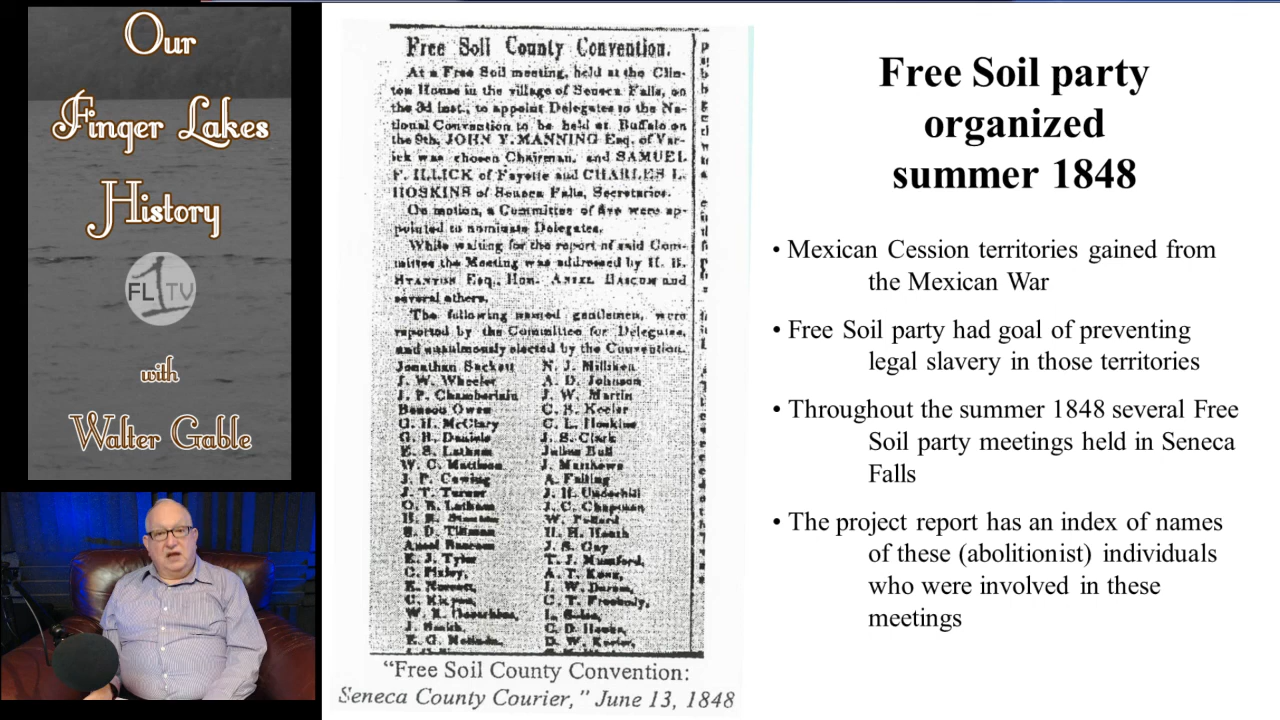 Our
Finger Lakes
History
FL1TV
with
Walter Gable
Free Soil County Convention.
At a Free Soil meeting, held at the Clin-
ton House in the village of Seneca Falls, on
the 3d inst., to appoint Delegates to the Na-
tional Convention to be held at Buffalo on
the 9th, JOHN Y. MANNING Esq. of Var-
ick was chosen Chairman, and SAMUEL
F. ILLICK of Fayette and CHARLES L.
HOSKINS of Seneca Falls, Secretaries.
On motion, a Committee of five were ap-
pointed to nominate Delegates.
While waiting for the report of said Com-
mittee the Meeting was addressed by H. B.
STANTON Esq., Hon. ANSEL BASCOM and
several others.
The following named gentlemen, were
reported by the Committee for Delegates,
and unanimously elected by the Convention.
Jonathan Sackett
J. W. Wheeler
J. P. Chamberlain
Benson Owen
G. H. McClary
G. H. Daniels
E. S. Latham
J. P. Cowing
J. T. Turner
O. R. Latham
Ansel Bascom
Tyler
J. Smith,
N. J. Milliken
A. D. Johnson
J. W. Martin
C. B. Keeler
C. L. Hoskins
J. S. Clark
Julius Bull
J. Matthews
A. Failing
J. H. Underhill
J. C. Chapman
W. Pollard
H. H. Heath
J. S. Gay
T. J. Mumford,
D. W. Keeler,
“Free Soil County Convention:
Seneca County Courier,” June 13, 1848
Free Soil party
organized
summer 1848
• Mexican Cession territories gained from
the Mexican War
• Free Soil party had goal of preventing
legal slavery in those territories
• Throughout the summer 1848 several Free
Soil party meetings held in Seneca
Falls
• The project report has an index of names
of these (abolitionist) individuals
who were involved in these
meetings